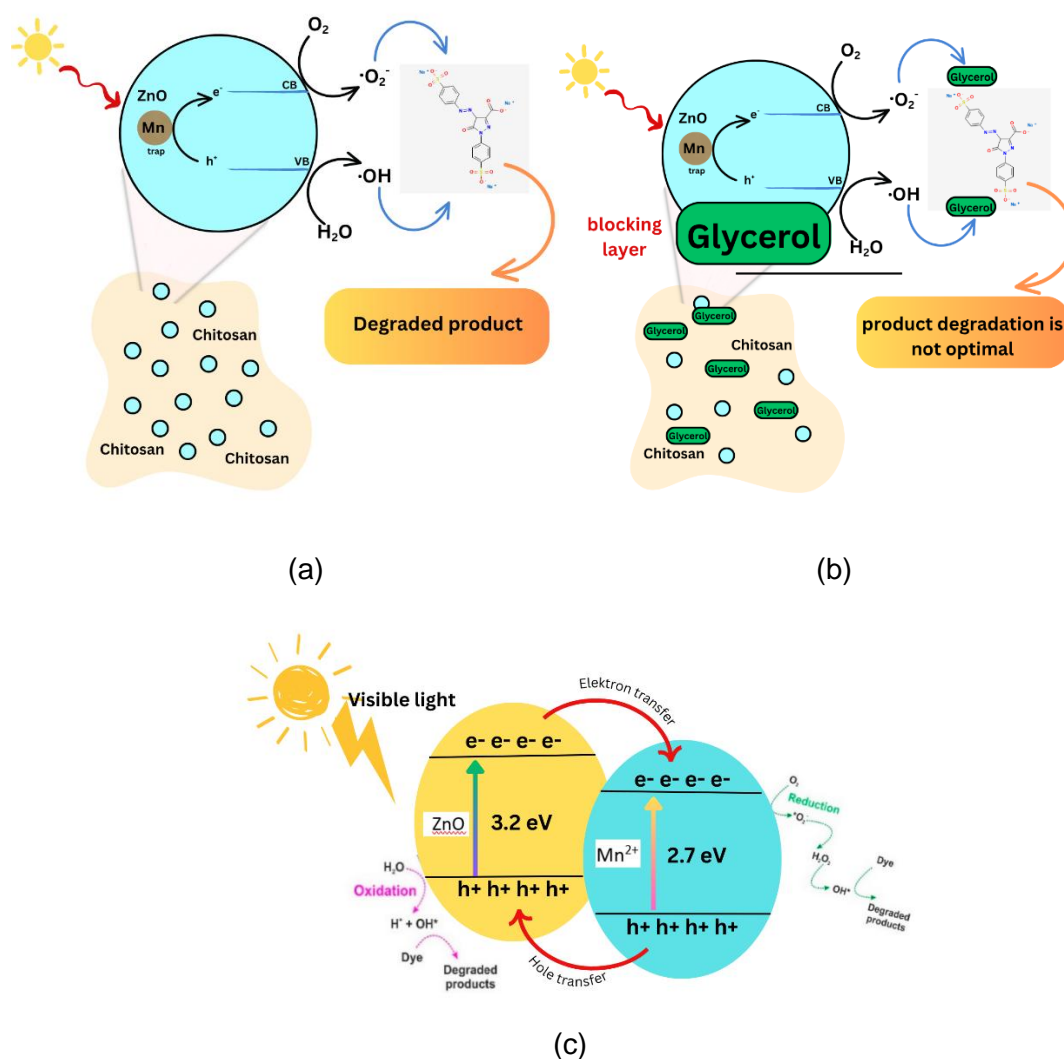 O₂
·O₂⁻
CB
ZnO
e⁻
Mn
trap
h⁺
VB
·OH
H₂O
Degraded product
Chitosan
Chitosan
Chitosan
(a)
O₂
Glycerol
·O₂⁻
CB
ZnO
e⁻
Mn
trap
h⁺
VB
·OH
Glycerol
blocking
layer
Glycerol
H₂O
product degradation is
not optimal
Glycerol
Glycerol
Chitosan
Glycerol
Glycerol
Glycerol
Chitosan
(b)
Visible light
Elektron transfer
e- e- e- e-
e- e- e- e-
ZnO
3.2 eV
Mn²⁺
2.7 eV
h+ h+ h+ h+
h+ h+ h+ h+
Hole transfer
H₂O
Oxidation
H⁺ + OH•
Dye
Degraded
products
O₂
Reduction
•O₂⁻
H₂O₂
Dye
OH•
Degraded
products
(c)